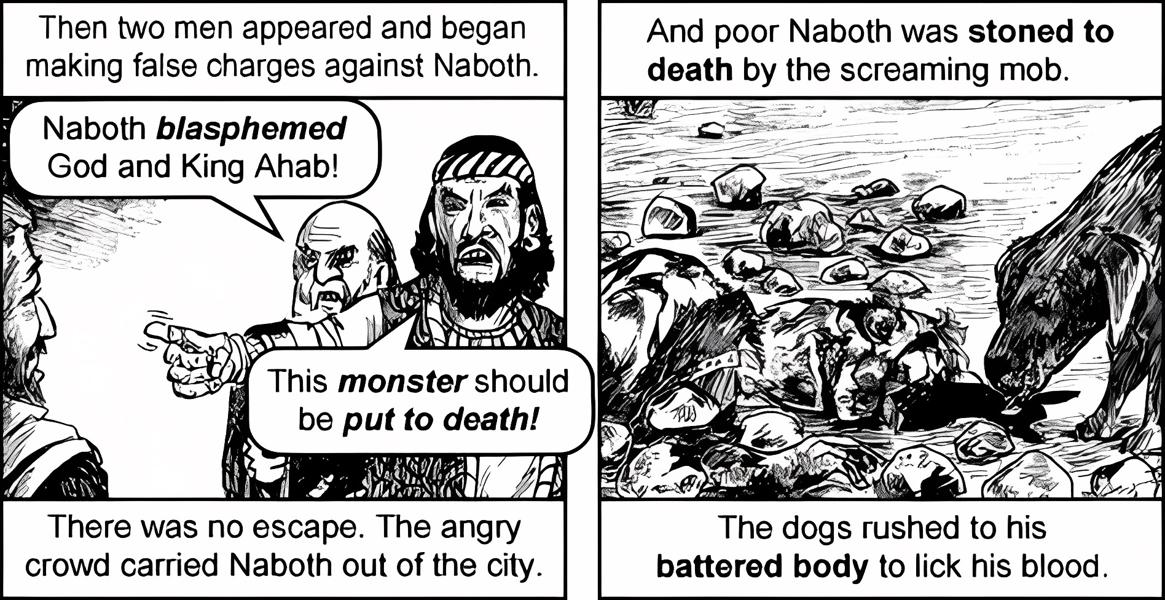 Then two men appeared and began
making false charges against Naboth.
Naboth blasphemed
God and King Ahab!
This monster should
be put to death!
There was no escape. The angry
crowd carried Naboth out of the city.
And poor Naboth was stoned to
death by the screaming mob.
The dogs rushed to his
battered body to lick his blood.